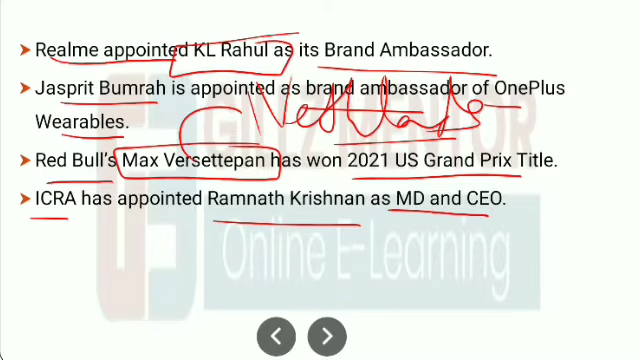 ➤ Realme appointed KL Rahul as its Brand Ambassador.
➤ Jasprit Bumrah is appointed as brand ambassador of OnePlus
Wearables.
Nethlands
➤ Red Bull's Max Versettepan has won 2021 US Grand Prix Title.
➤ ICRA has appointed Ramnath Krishnan as MD and CEO.
Online E-Learning